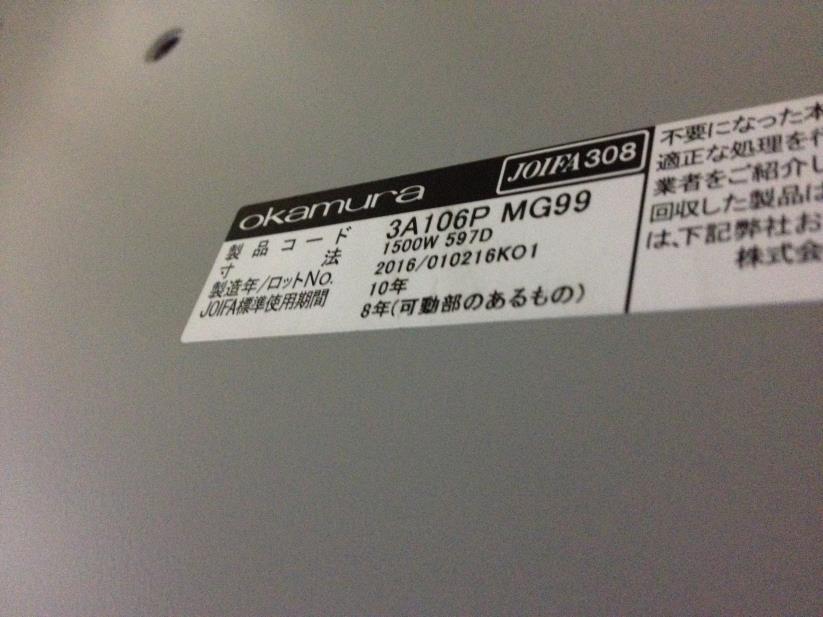 okamura JOIFA308
製品コード 3A106P MG99
寸法 1500W 597D
製造年/ロットNo. 2016/010216KO1
JOIFA標準使用期間 10年
8年(可動部のあるもの)
不要になった本
適正な処理を行
業者をご紹介し
回収した製品は
は、下記弊社お
株式会